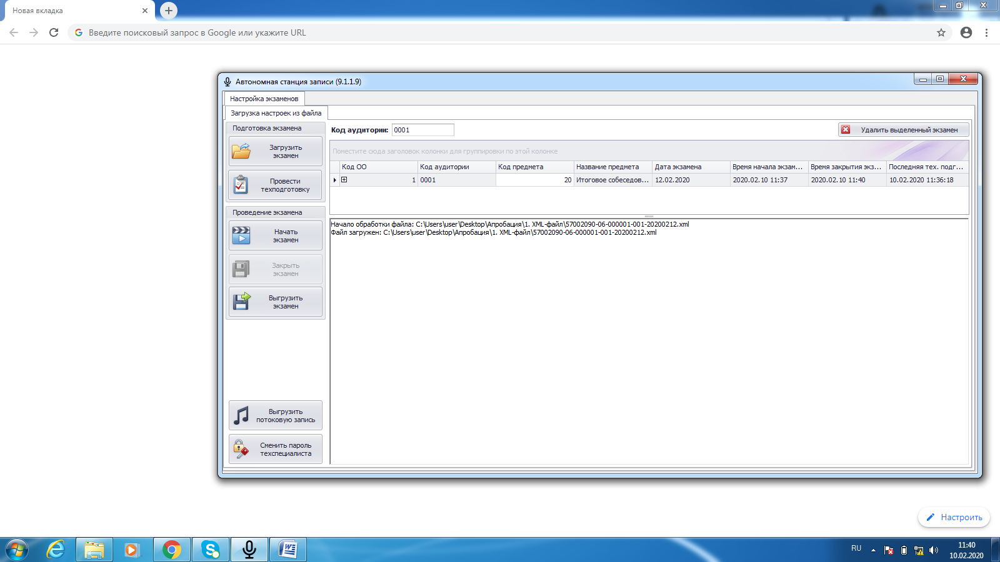 Новая вкладка
Введите поисковый запрос в Google или укажите URL
Автономная станция записи (9.1.1.9)
Настройка экзаменов
Загрузка настроек из файла
Подготовка экзамена
Загрузить
экзамен
Провести
техподготовку
Проведение экзамена
Начать
экзамен
Закрыть
экзамен
Выгрузить
экзамен
Выгрузить
потоковую запись
Сменить пароль
техспециалиста
Код аудитории: 0001
Удалить выделенный экзамен
Поместите сюда заголовок колонки для группировки по этой колонке
Код ОО Код аудитории Код предмета Название предмета Дата экзамена Время начала экзам... Время закрытия экз... Последняя тех. подг...
1 0001 20 Итоговое собеседов... 12.02.2020 2020.02.10 11:37 2020.02.10 11:40 10.02.2020 11:36:18
Начало обработки файла: C:\Users\user\Desktop\Апробация\1. XML-файл\57002090-06-000001-001-20200212.xml
Файл загружен: C:\Users\user\Desktop\Апробация\1. XML-файл\57002090-06-000001-001-20200212.xml
Настроить
RU
11:40
10.02.2020